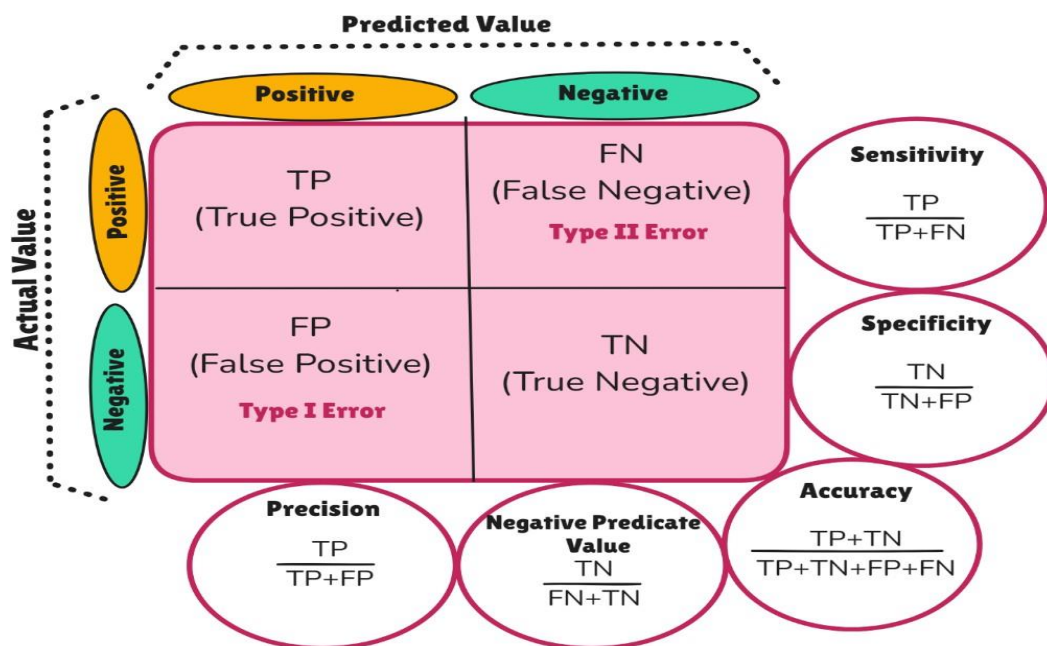 Predicted Value
Positive
Negative
Actual Value
Positive
Negative
TP
(True Positive)
FN
(False Negative)
Type II Error
FP
(False Positive)
Type I Error
TN
(True Negative)
Sensitivity
TP
TP+FN
Specificity
TN
TN+FP
Precision
TP
TP+FP
Negative Predicate
Value
TN
FN+TN
Accuracy
TP+TN
TP+TN+FP+FN